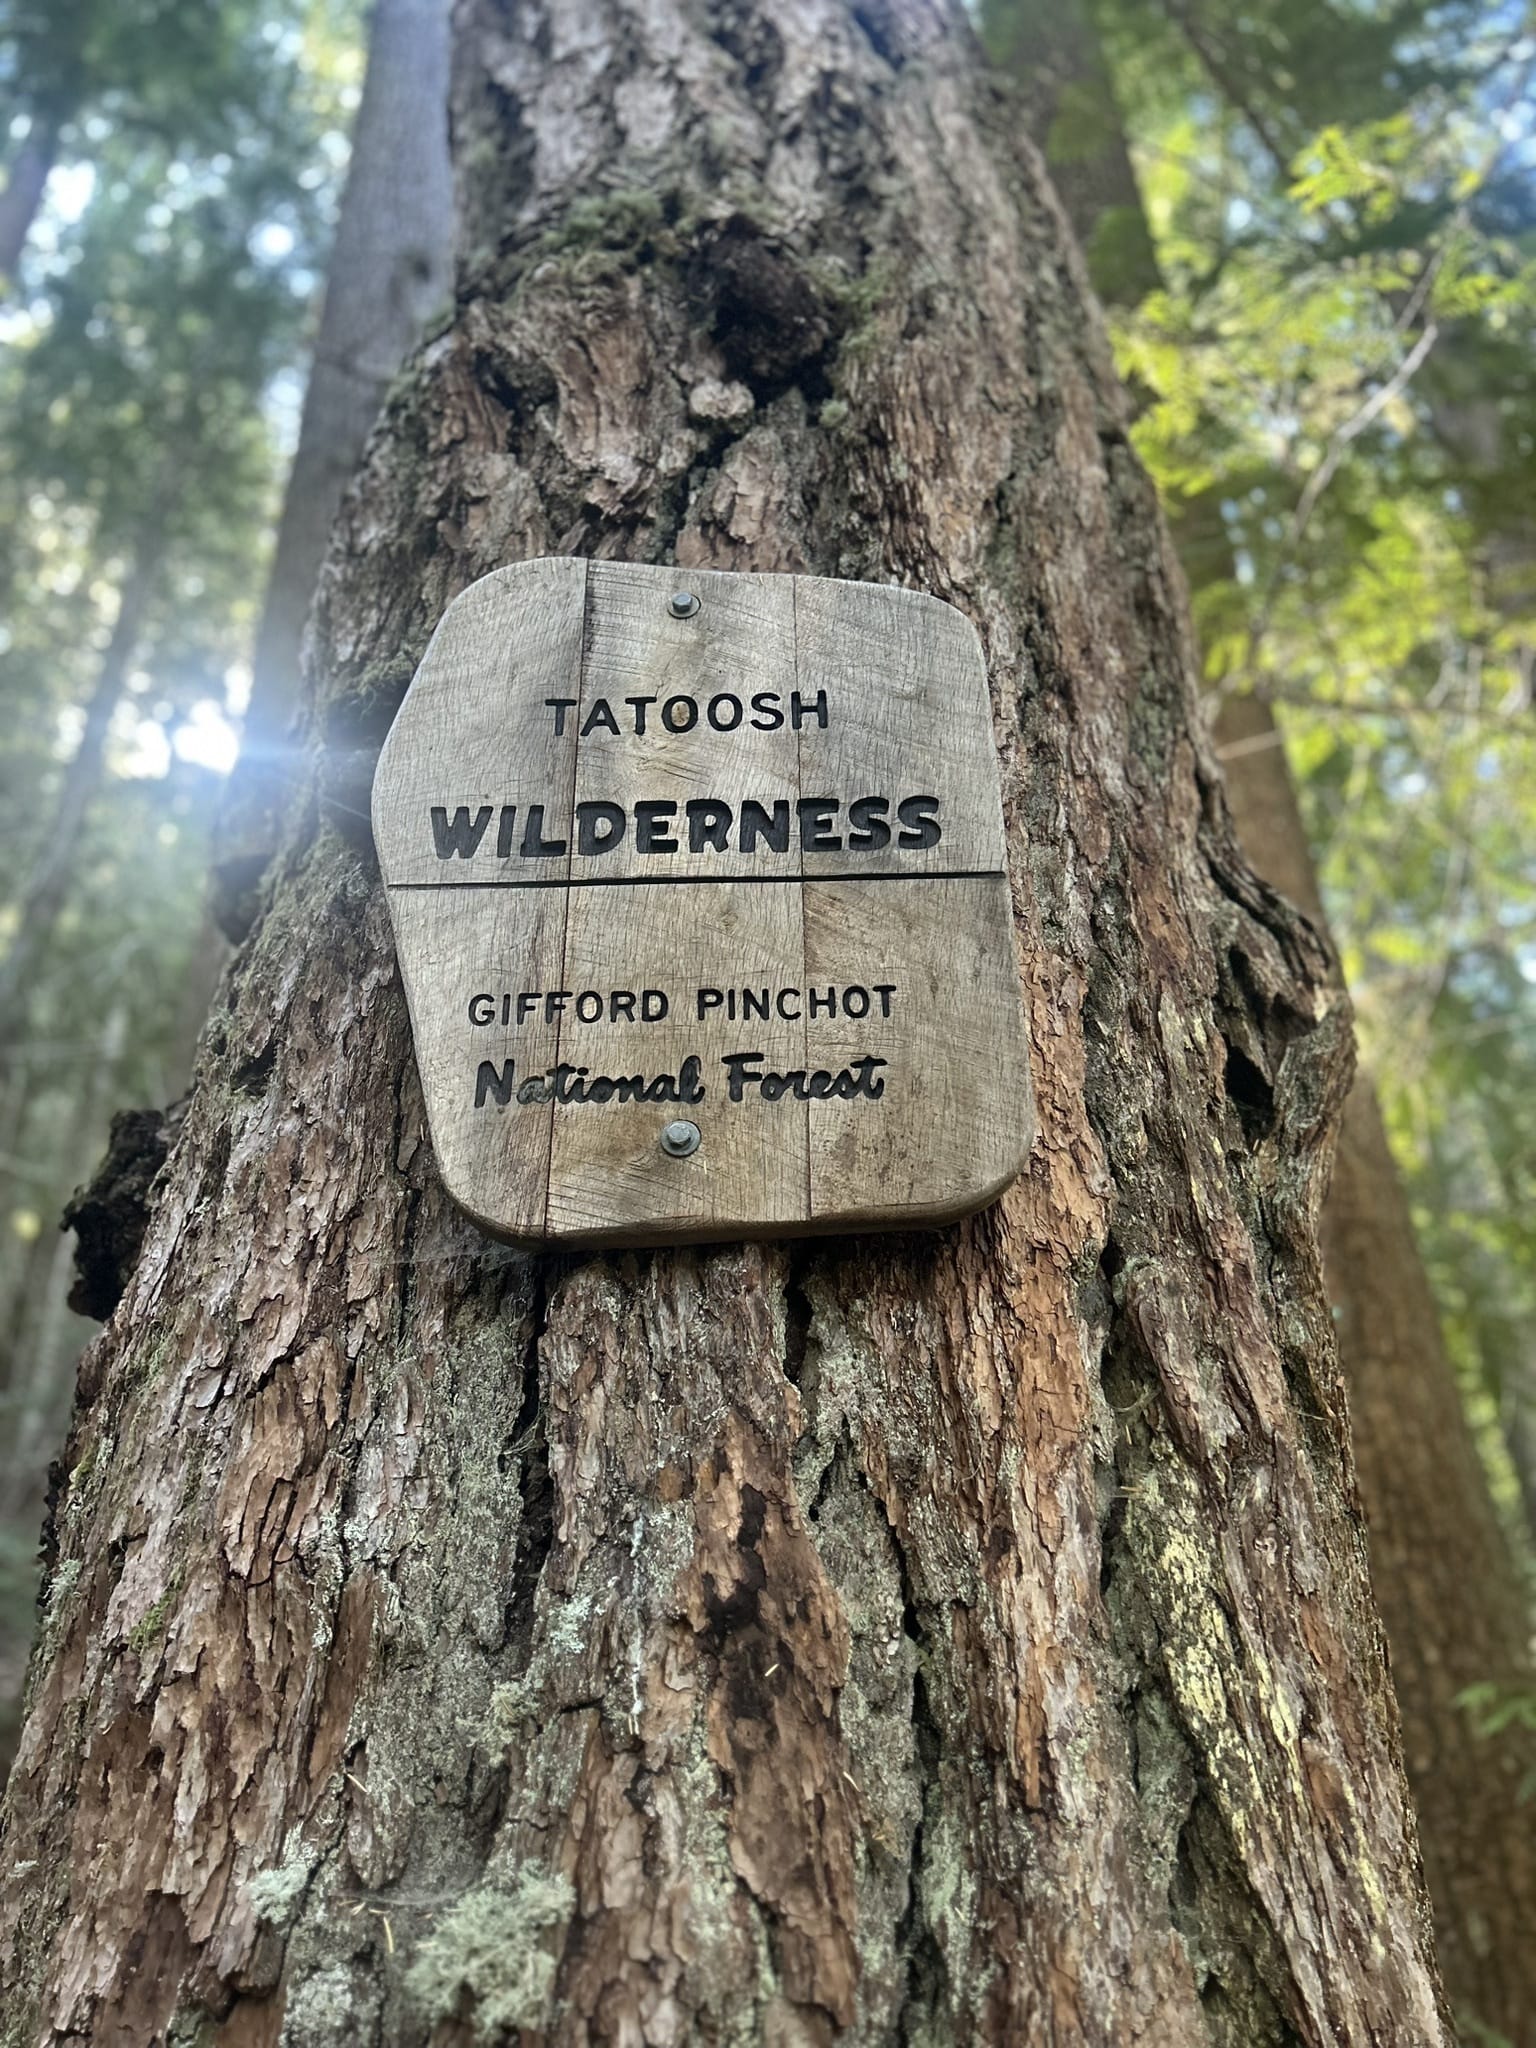 TATOOSH
WILDERNESS
GIFFORD PINCHOT
National Forest